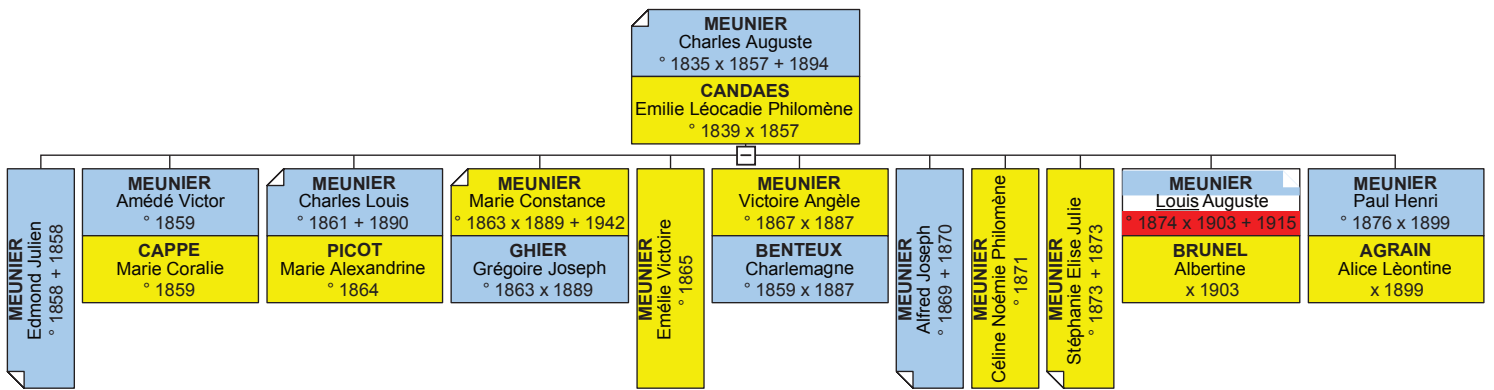 MEUNIER
Charles Auguste
° 1835 x 1857 + 1894
CANDAES
Emilie Léocadie Philomène
° 1839 x 1857
MEUNIER
Edmond Julien
° 1858 + 1858
MEUNIER
Amédé Victor
° 1859
CAPPE
Marie Coralie
° 1859
MEUNIER
Charles Louis
° 1861 + 1890
PICOT
Marie Alexandrine
° 1864
MEUNIER
Marie Constance
° 1863 x 1889 + 1942
GHIER
Grégoire Joseph
° 1863 x 1889
MEUNIER
Emélie Victoire
° 1865
MEUNIER
Victoire Angèle
° 1867 x 1887
BENTEUX
Charlemagne
° 1859 x 1887
MEUNIER
Alfred Joseph
° 1869 + 1870
MEUNIER
Céline Noémie Philomène
° 1871
MEUNIER
Stéphanie Elise Julie
° 1873 + 1873
MEUNIER
Louis Auguste
° 1874 x 1903 + 1915
BRUNEL
Albertine
x 1903
MEUNIER
Paul Henri
° 1876 x 1899
AGRAIN
Alice Lèontine
x 1899